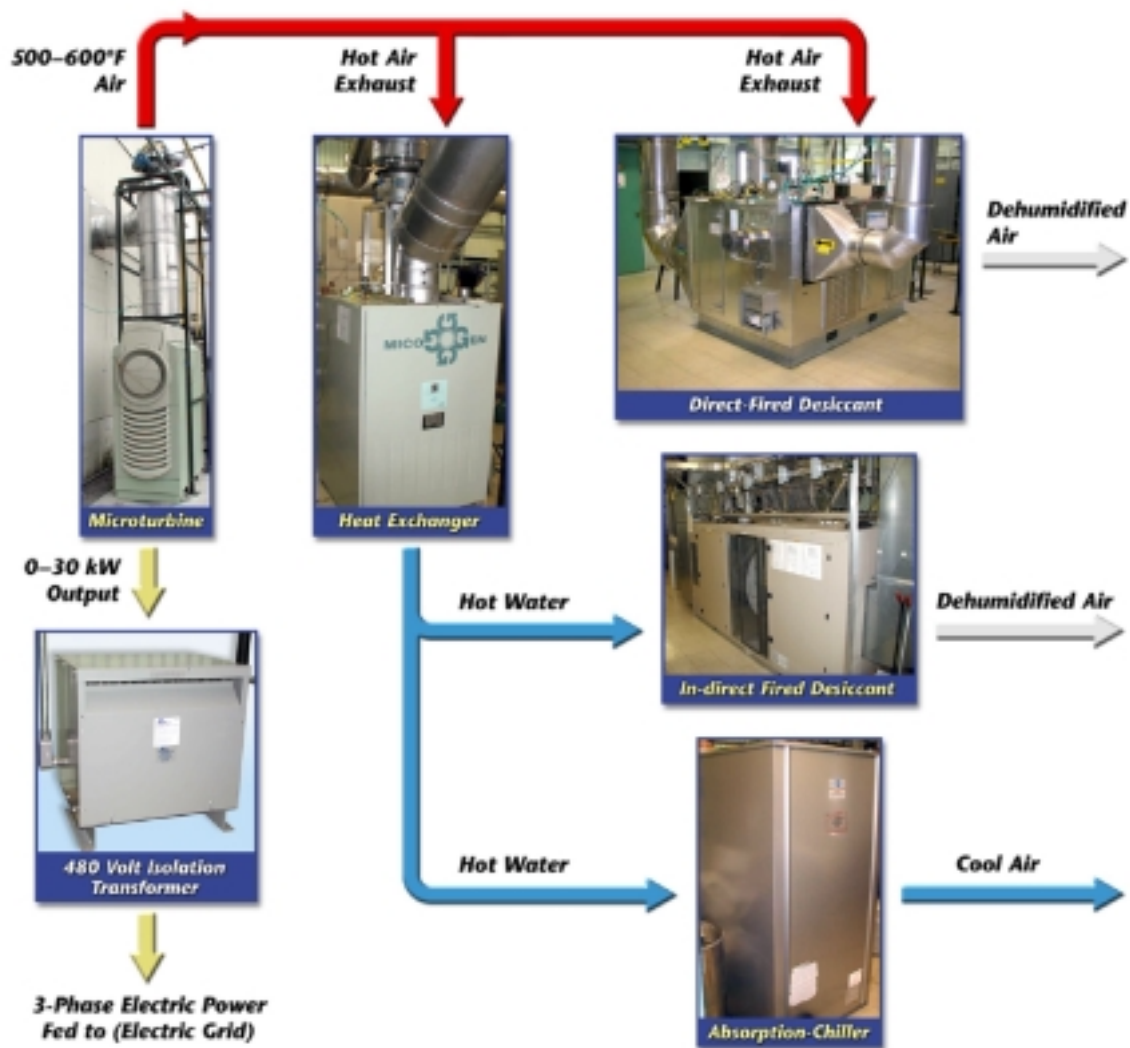 500–600°F
Air
Hot Air
Exhaust
Hot Air
Exhaust
Dehumidified
Air
MICOGEN
Microturbine
Heat Exchanger
Direct-Fired Desiccant
0–30 kW
Output
Hot Water
Dehumidified Air
In-direct Fired Desiccant
480 Volt Isolation
Transformer
Hot Water
Cool Air
3-Phase Electric Power
Fed to (Electric Grid)
Absorption-Chiller